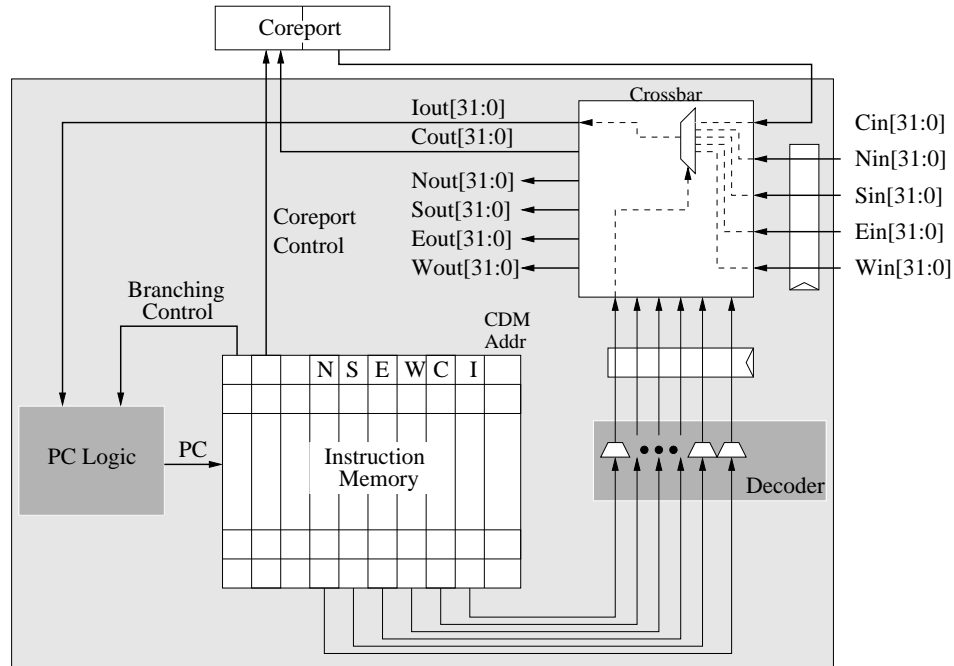 Coreport
Crossbar
Iout[31:0]
Cout[31:0]
Nout[31:0]
Sout[31:0]
Eout[31:0]
Wout[31:0]
Cin[31:0]
Nin[31:0]
Sin[31:0]
Ein[31:0]
Win[31:0]
Coreport
Control
Branching
Control
CDM
Addr
N S E W C I
PC Logic
PC
Instruction
Memory
Decoder